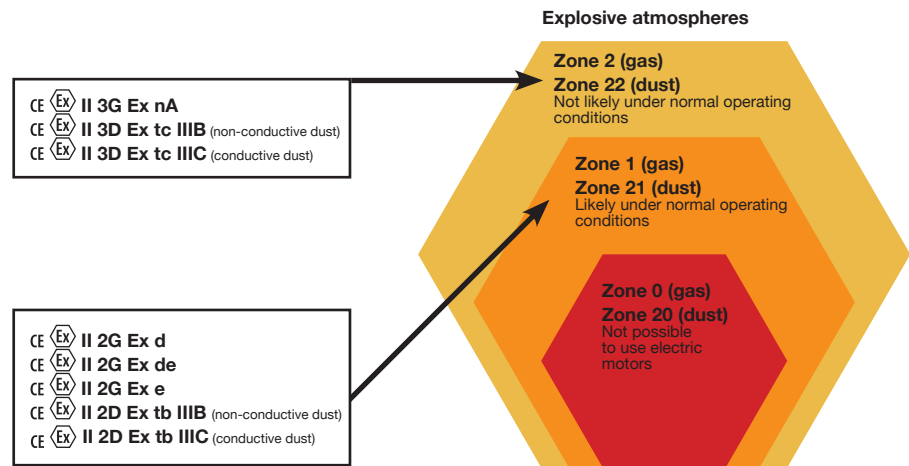 Explosive atmospheres
CE Ex II 3G Ex nA
CE Ex II 3D Ex tc IIIB (non-conductive dust)
CE Ex II 3D Ex tc IIIC (conductive dust)
Zone 2 (gas)
Zone 22 (dust)
Not likely under normal operating
conditions
Zone 1 (gas)
Zone 21 (dust)
Likely under normal operating
conditions
Zone 0 (gas)
Zone 20 (dust)
Not possible
to use electric
motors
CE Ex II 2G Ex d
CE Ex II 2G Ex de
CE Ex II 2G Ex e
CE Ex II 2D Ex tb IIIB (non-conductive dust)
CE Ex II 2D Ex tb IIIC (conductive dust)